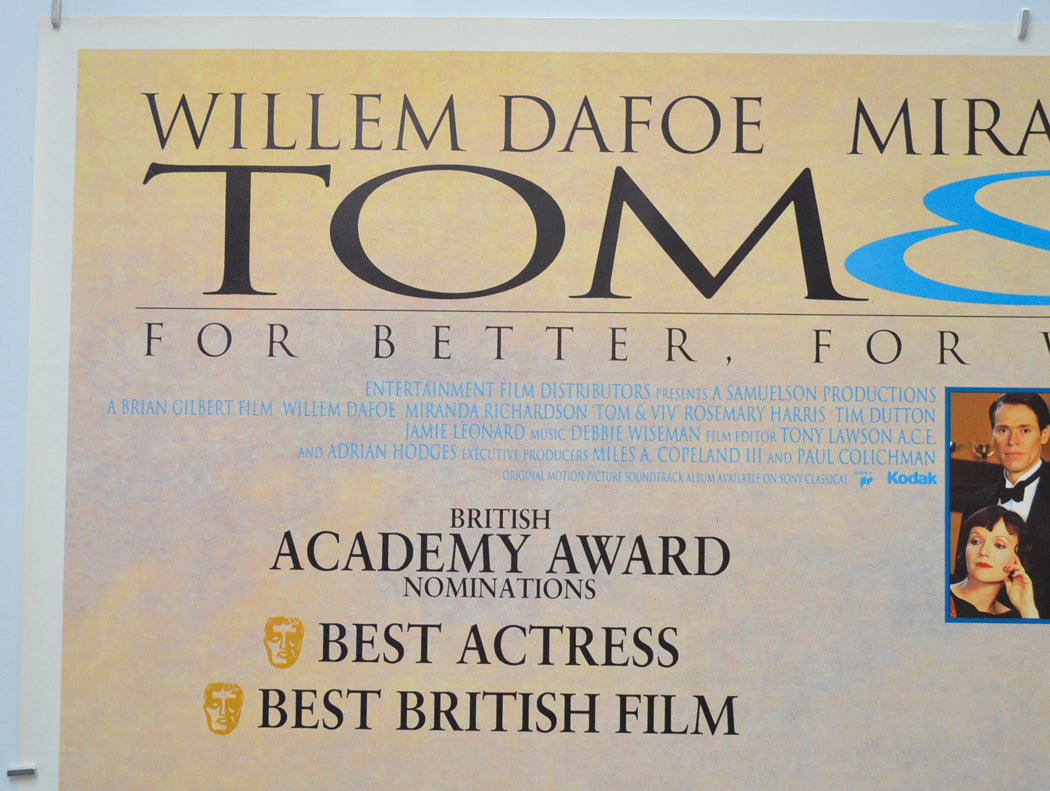 WILLEM DAFOE MIRA
TOM &
FOR BETTER, FOR
ENTERTAINMENT FILM DISTRIBUTORS PRESENTS A SAMUELSON PRODUCTIONS
A BRIAN GILBERT FILM WILLEM DAFOE MIRANDA RICHARDSON 'TOM & VIV' ROSEMARY HARRIS TIM DUTTON
JAMIE LEONARD MUSIC DEBBIE WISEMAN FILM EDITOR TONY LAWSON A.C.E.
AND ADRIAN HODGES EXECUTIVE PRODUCERS MILES A. COPELAND III AND PAUL COLICHMAN
ORIGINAL MOTION PICTURE SOUNDTRACK ALBUM AVAILABLE ON SONY CLASSICAL SONY Kodak
BRITISH
ACADEMY AWARD
NOMINATIONS
BEST ACTRESS
BEST BRITISH FILM